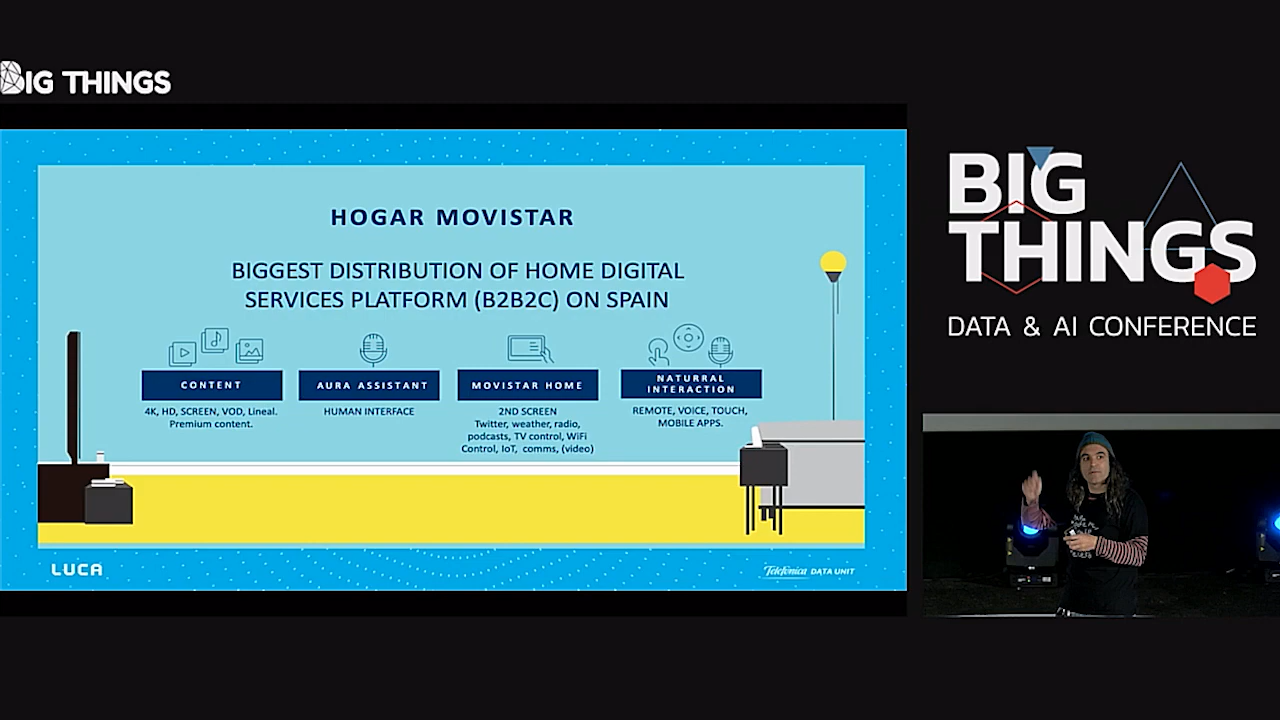 BIG THINGS
HOGAR MOVISTAR
BIGGEST DISTRIBUTION OF HOME DIGITAL
SERVICES PLATFORM (B2B2C) ON SPAIN
CONTENT
4K, HD, SCREEN, VOD, Lineal.
Premium content.
AURA ASSISTANT
HUMAN INTERFACE
MOVISTAR HOME
2ND SCREEN
Twitter, weather, radio,
podcasts, TV control, WiFi
Control, IoT, comms, (video)
NATURRAL
INTERACTION
REMOTE, VOICE, TOUCH,
MOBILE APPS.
LUCA
Telefónica DATA UNIT
BIG
THINGS
DATA & AI CONFERENCE